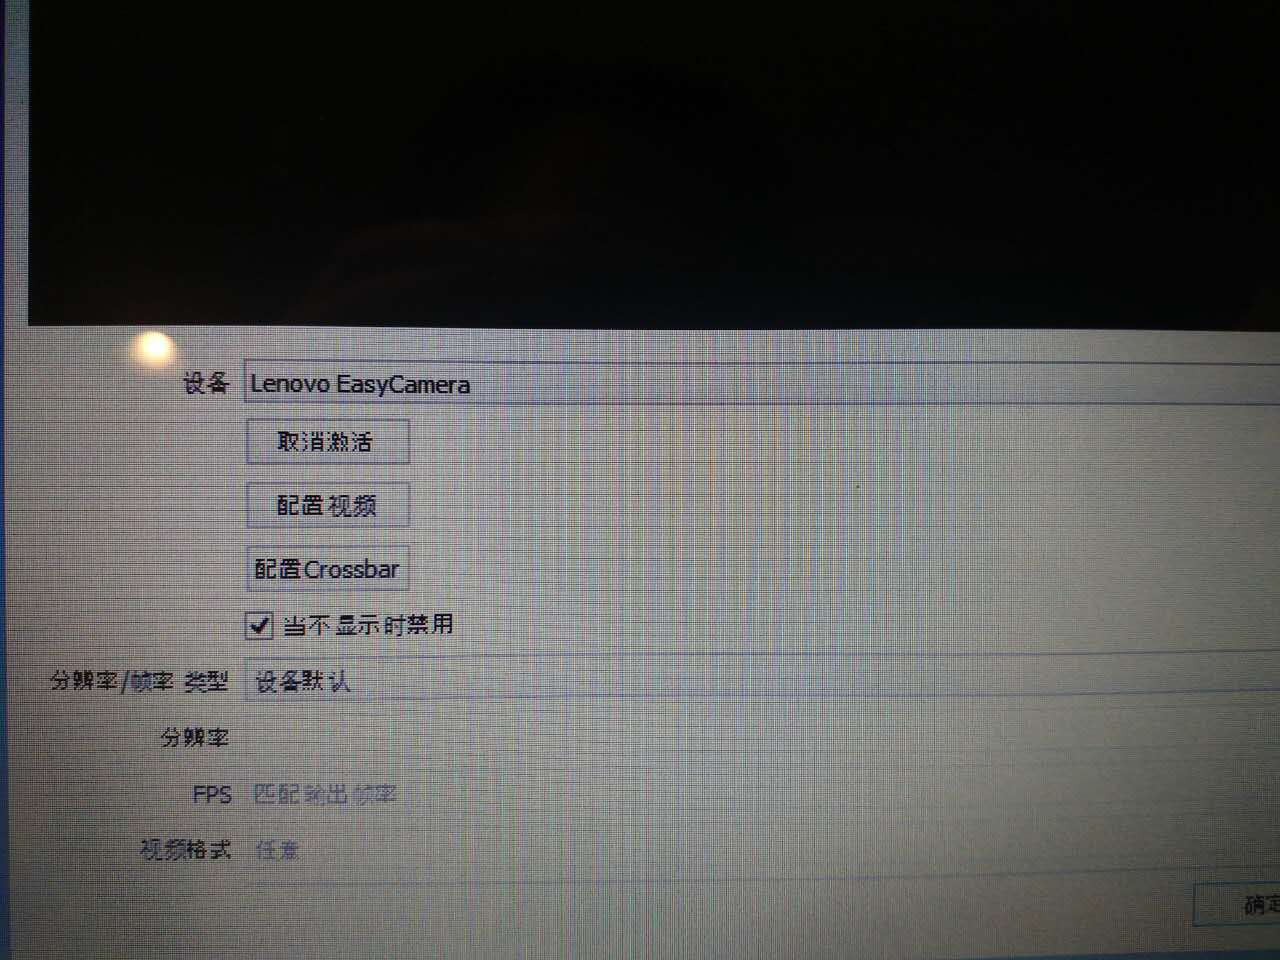 设备 Lenovo EasyCamera
取消激活
配置视频
配置Crossbar
当不显示时禁用
分辨率/帧率 类型 设备默认
分辨率
FPS 匹配输出帧率
视频格式 任意
确定